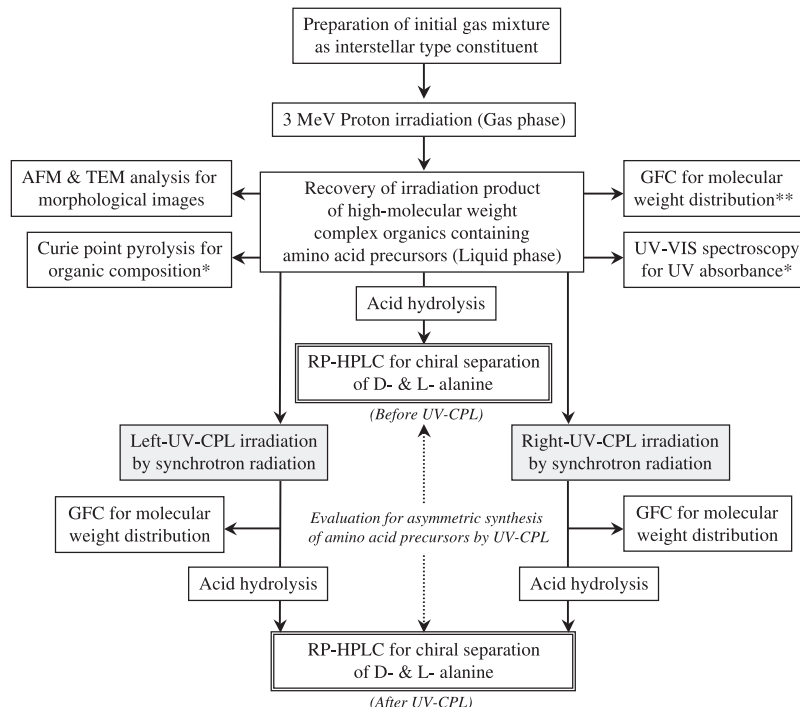 Preparation of initial gas mixture
as interstellar type constituent
3 MeV Proton irradiation (Gas phase)
AFM & TEM analysis for
morphological images
Recovery of irradiation product
of high-molecular weight
complex organics containing
amino acid precursors (Liquid phase)
GFC for molecular
weight distribution**
Curie point pyrolysis for
organic composition*
UV-VIS spectroscopy
for UV absorbance*
Acid hydrolysis
RP-HPLC for chiral separation
of D- & L- alanine
(Before UV-CPL)
Left-UV-CPL irradiation
by synchrotron radiation
Right-UV-CPL irradiation
by synchrotron radiation
GFC for molecular
weight distribution
Evaluation for asymmetric synthesis
of amino acid precursors by UV-CPL
GFC for molecular
weight distribution
Acid hydrolysis
Acid hydrolysis
RP-HPLC for chiral separation
of D- & L- alanine
(After UV-CPL)